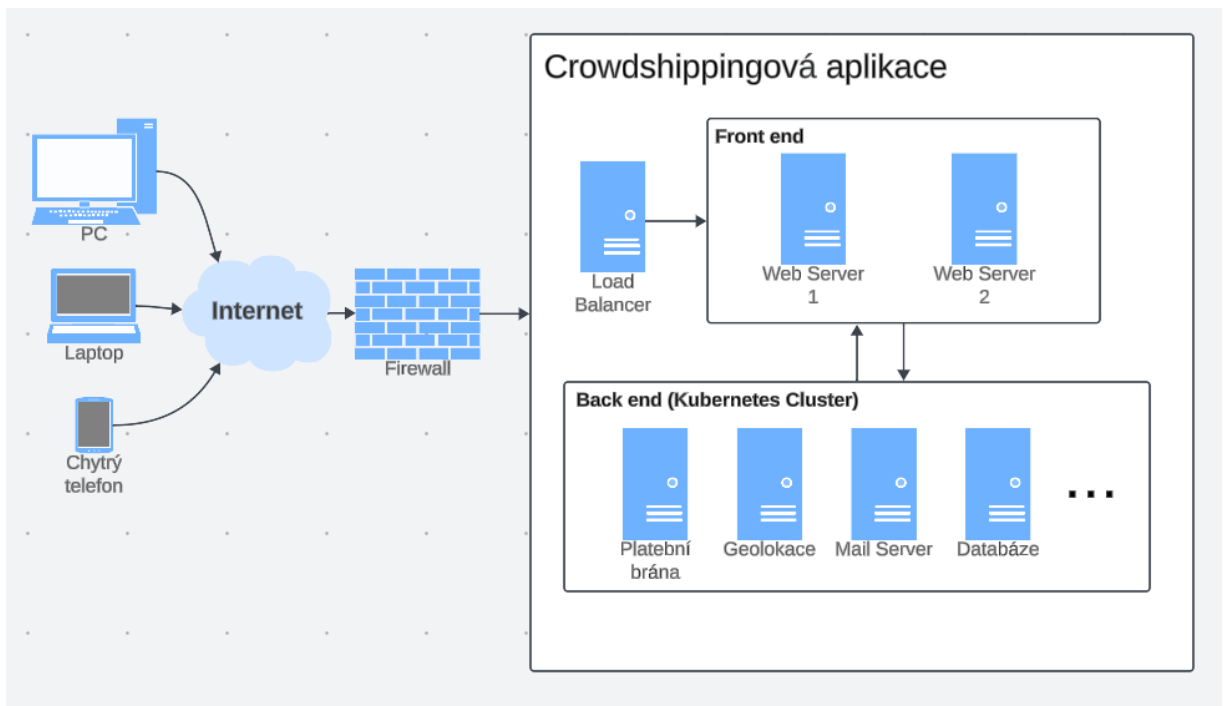 Crowdshippingová aplikace
Front end
PC
Laptop
Chytrý
telefon
Internet
Firewall
Load
Balancer
Web Server
1
Web Server
2
Back end (Kubernetes Cluster)
Platební
brána
Geolokace
Mail Server
Databáze
...